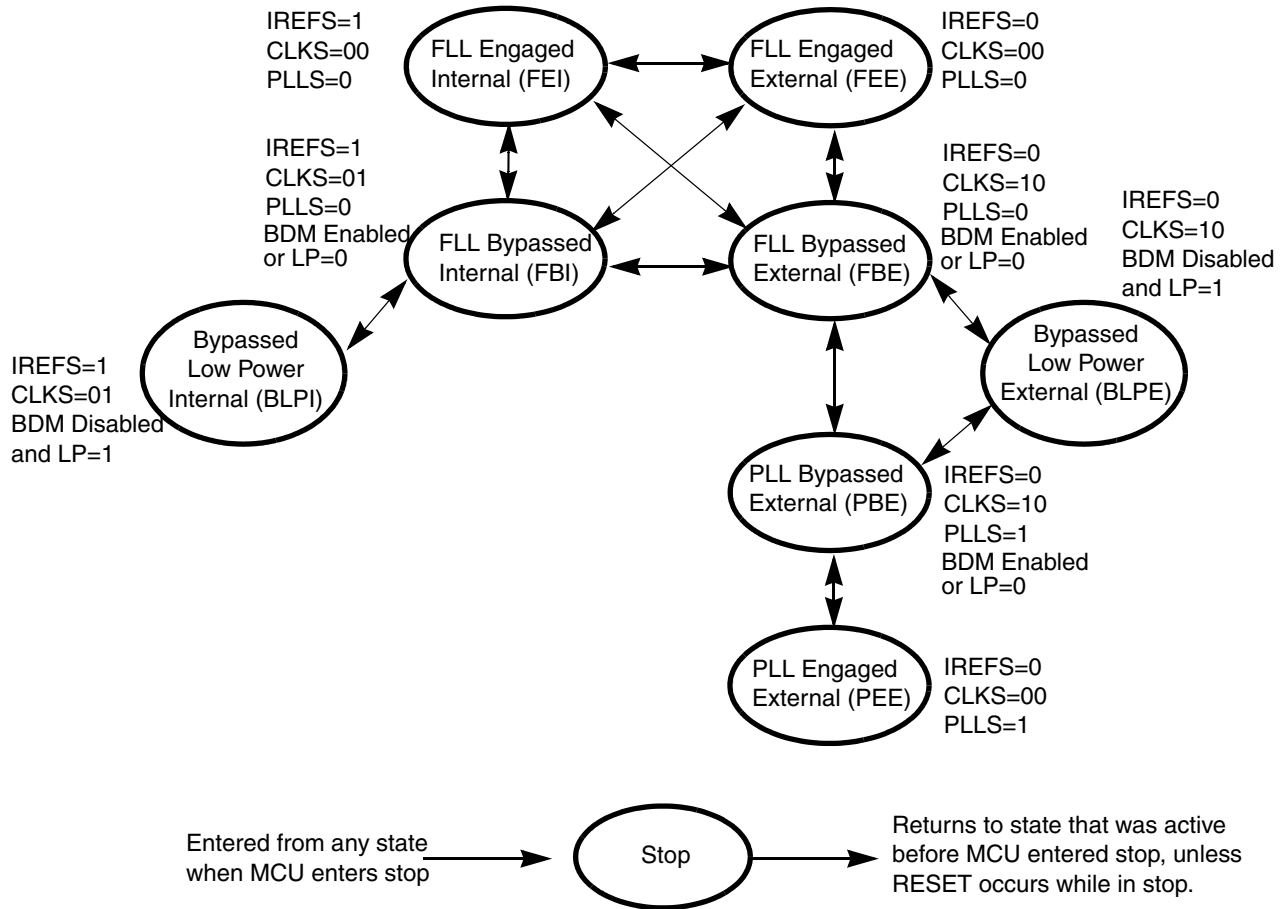 IREFS=1
CLKS=00
PLLS=0
FLL Engaged
Internal (FEI)
FLL Engaged
External (FEE)
IREFS=0
CLKS=00
PLLS=0
IREFS=1
CLKS=01
PLLS=0
BDM Enabled
or LP=0
FLL Bypassed
Internal (FBI)
FLL Bypassed
External (FBE)
IREFS=0
CLKS=10
PLLS=0
BDM Enabled
or LP=0
IREFS=0
CLKS=10
BDM Disabled
and LP=1
IREFS=1
CLKS=01
BDM Disabled
and LP=1
Bypassed
Low Power
Internal (BLPI)
Bypassed
Low Power
External (BLPE)
PLL Bypassed
External (PBE)
IREFS=0
CLKS=10
PLLS=1
BDM Enabled
or LP=0
PLL Engaged
External (PEE)
IREFS=0
CLKS=00
PLLS=1
Entered from any state
when MCU enters stop
Stop
Returns to state that was active
before MCU entered stop, unless
RESET occurs while in stop.